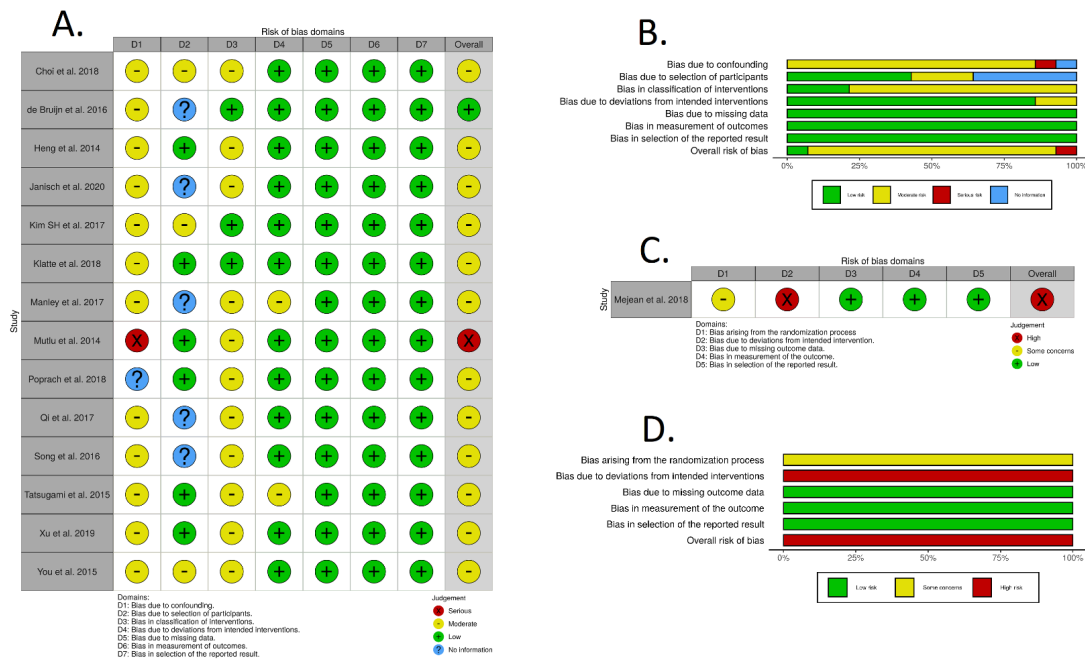 A.
Risk of bias domains
D1 D2 D3 D4 D5 D6 D7 Overall
Study
Choi et al. 2018 - - - + + + + -
de Bruijn et al. 2016 - ? + + + + + +
Heng et al. 2014 - + - + + + + -
Janisch et al. 2020 - ? - + + + + -
Kim SH et al. 2017 - - + + + + + -
Klatte et al. 2018 - + + + + + + -
Manley et al. 2017 - ? - - + + + -
Mutlu et al. 2014 X + - + + + + X
Poprach et al. 2018 ? + - + + + + -
Qi et al. 2017 - ? - + + + + -
Song et al. 2016 - ? - + + + + -
Tatsugami et al. 2015 - + - - + + + -
Xu et al. 2019 - + - + + + + -
You et al. 2015 - - - + + + + -
Domains:
D1: Bias due to confounding.
D2: Bias due to selection of participants.
D3: Bias in classification of interventions.
D4: Bias due to deviations from intended interventions.
D5: Bias due to missing data.
D6: Bias in measurement of outcomes.
D7: Bias in selection of the reported result.
Judgement
X Serious
- Moderate
+ Low
? No information
B.
Bias due to confounding
Bias due to selection of participants
Bias in classification of interventions
Bias due to deviations from intended interventions
Bias due to missing data
Bias in measurement of outcomes
Bias in selection of the reported result
Overall risk of bias
0% 25% 50% 75% 100%
Low risk Moderate risk Serious risk No information
C.
Risk of bias domains
D1 D2 D3 D4 D5 Overall
Study
Mejean et al. 2018 - X + + + X
Domains:
D1: Bias arising from the randomization process
D2: Bias due to deviations from intended intervention.
D3: Bias due to missing outcome data.
D4: Bias in measurement of the outcome.
D5: Bias in selection of the reported result.
Judgement
X High
- Some concerns
+ Low
D.
Bias arising from the randomization process
Bias due to deviations from intended interventions
Bias due to missing outcome data
Bias in measurement of the outcome
Bias in selection of the reported result
Overall risk of bias
0% 25% 50% 75% 100%
Low risk Some concerns High risk